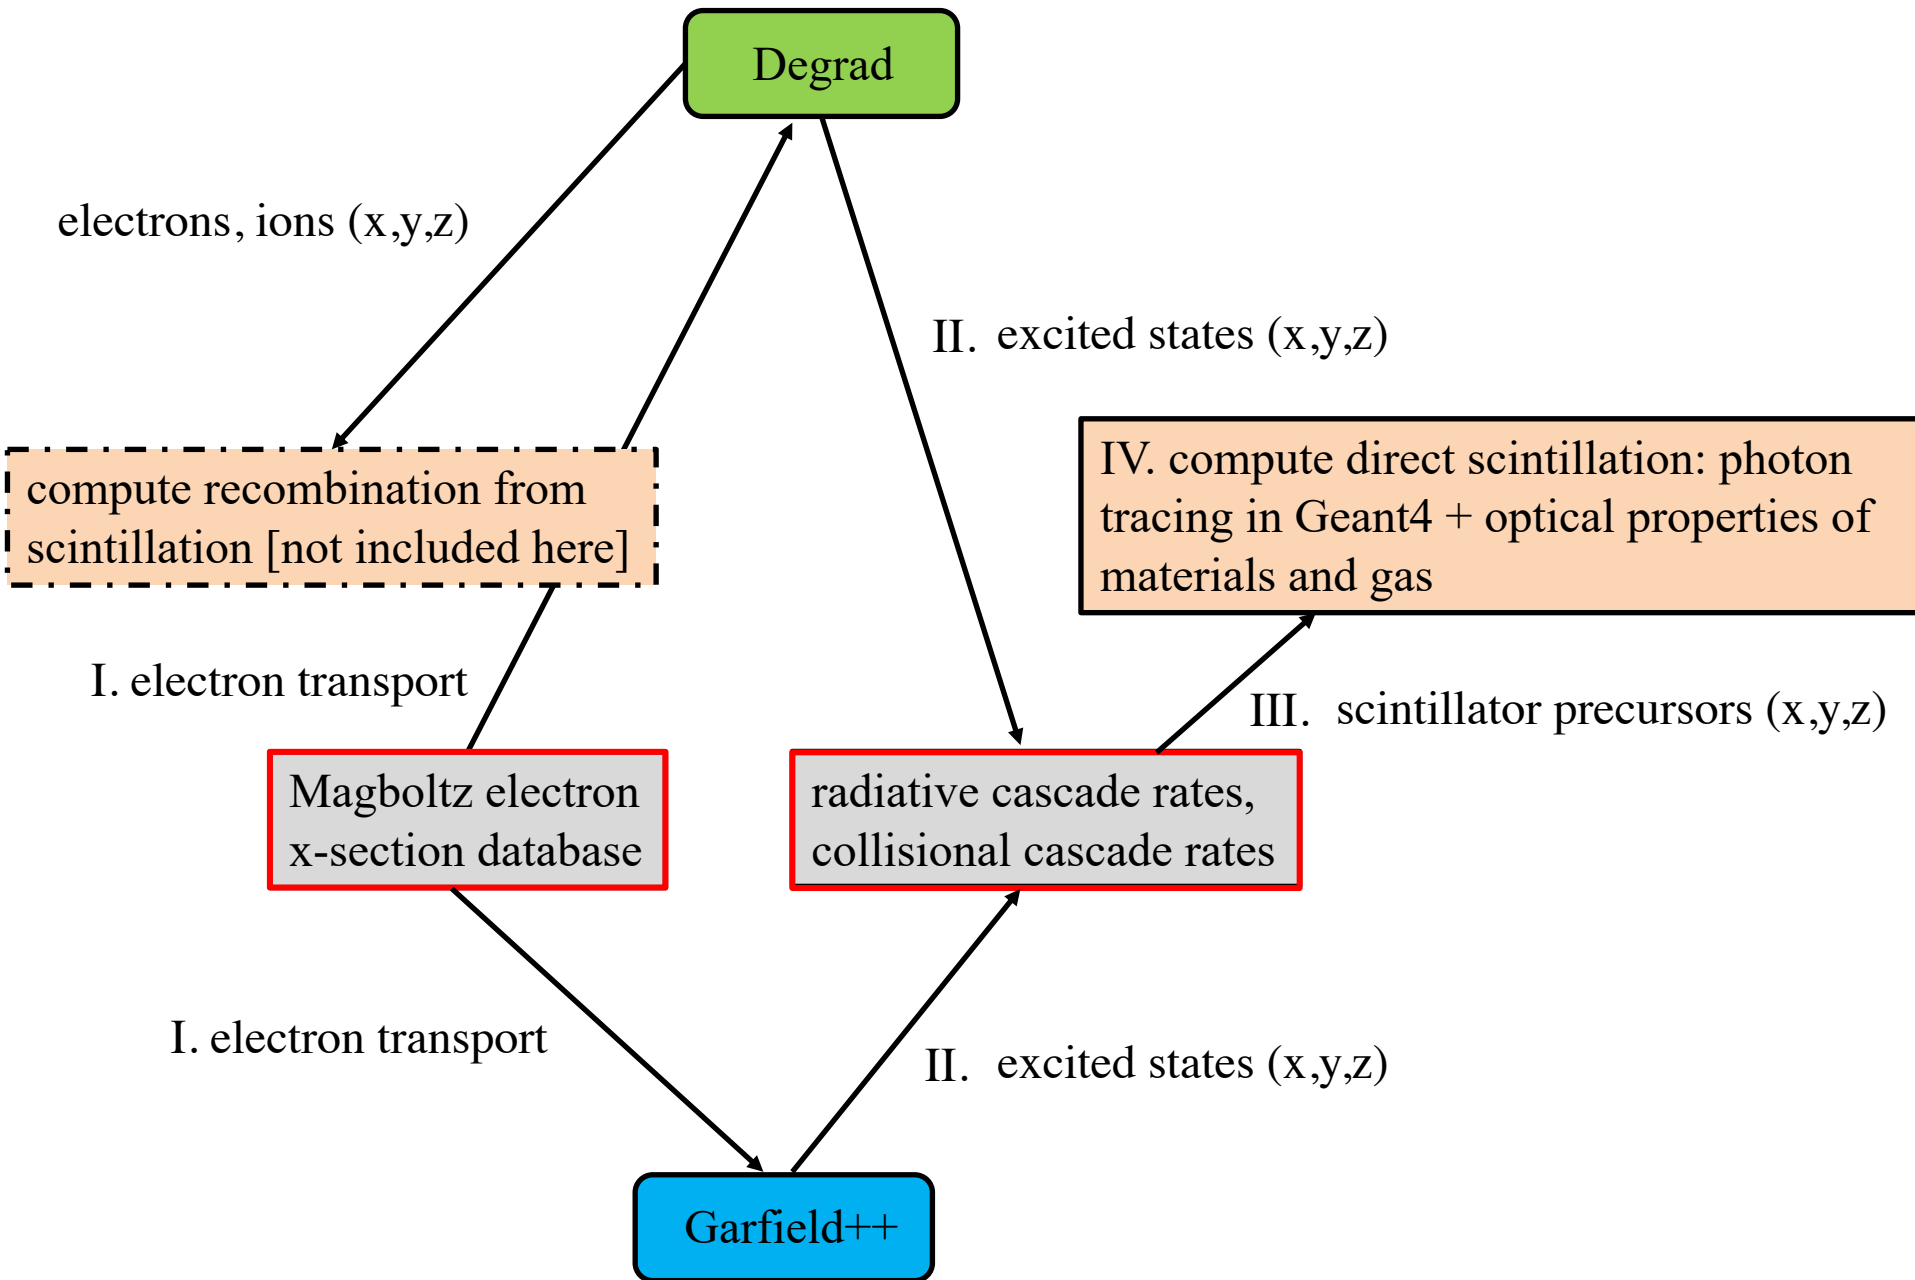 Degrad
electrons, ions (x,y,z)
II. excited states (x,y,z)
compute recombination from
scintillation [not included here]
IV. compute direct scintillation: photon
tracing in Geant4 + optical properties of
materials and gas
I. electron transport
III. scintillator precursors (x,y,z)
Magboltz electron
x-section database
radiative cascade rates,
collisional cascade rates
I. electron transport
II. excited states (x,y,z)
Garfield++